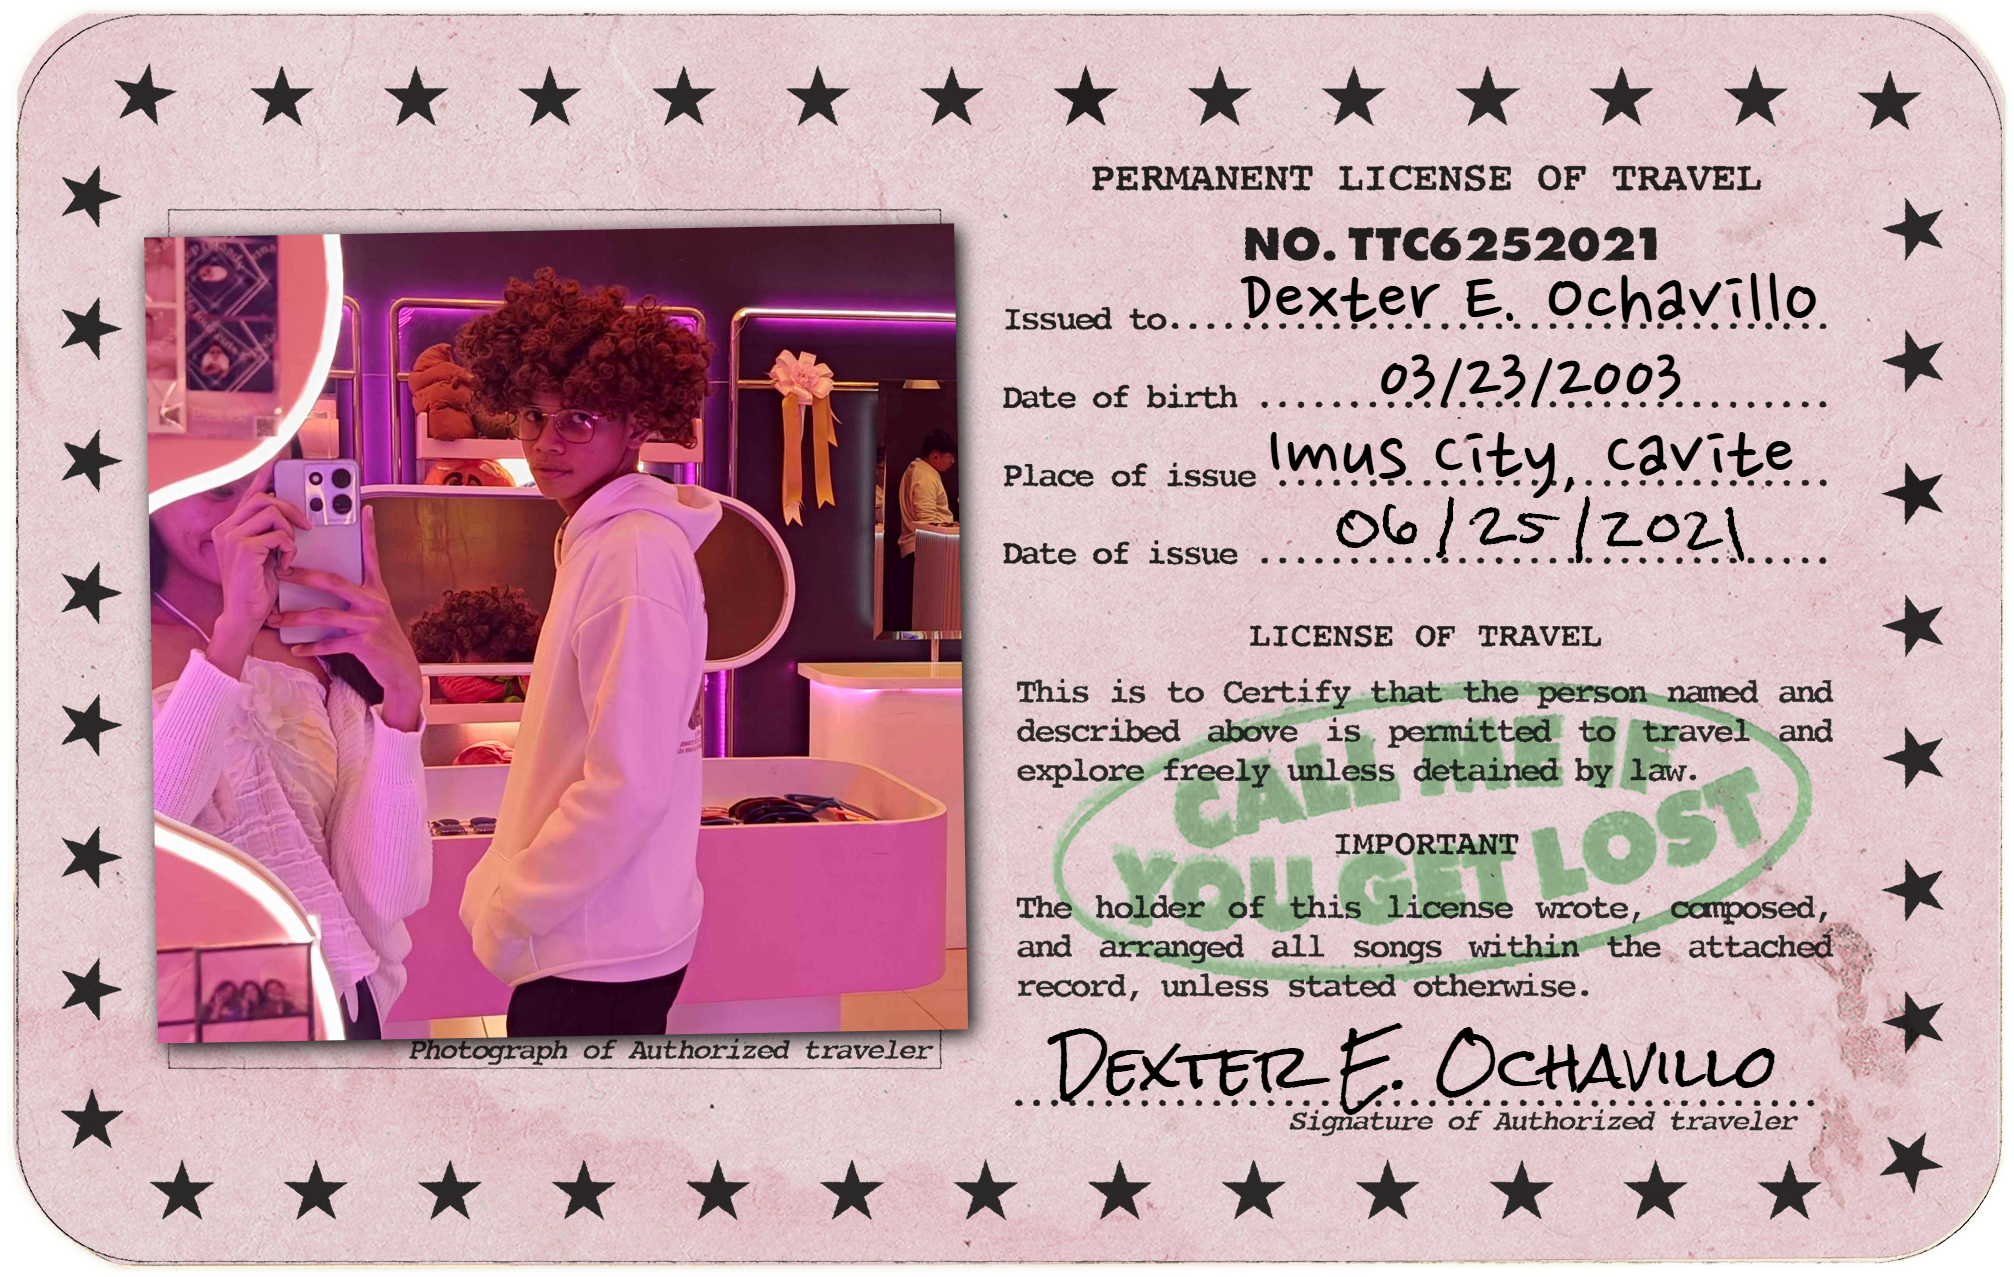 PERMANENT LICENSE OF TRAVEL
NO. TTC6252021
Issued to.... Dexter E. Ochavillo
Date of birth .... 03/23/2003
Place of issue .... Imus City, Cavite
Date of issue .... 06/25/2021
LICENSE OF TRAVEL
This is to Certify that the person named and
described above is permitted to travel and
explore freely unless detained by law.
CALL ME IF
YOU GET LOST
IMPORTANT
The holder of this license wrote, composed,
and arranged all songs within the attached
record, unless stated otherwise.
DEXTER E. OCHAVILLO
Signature of Authorized traveler
Photograph of Authorized traveler